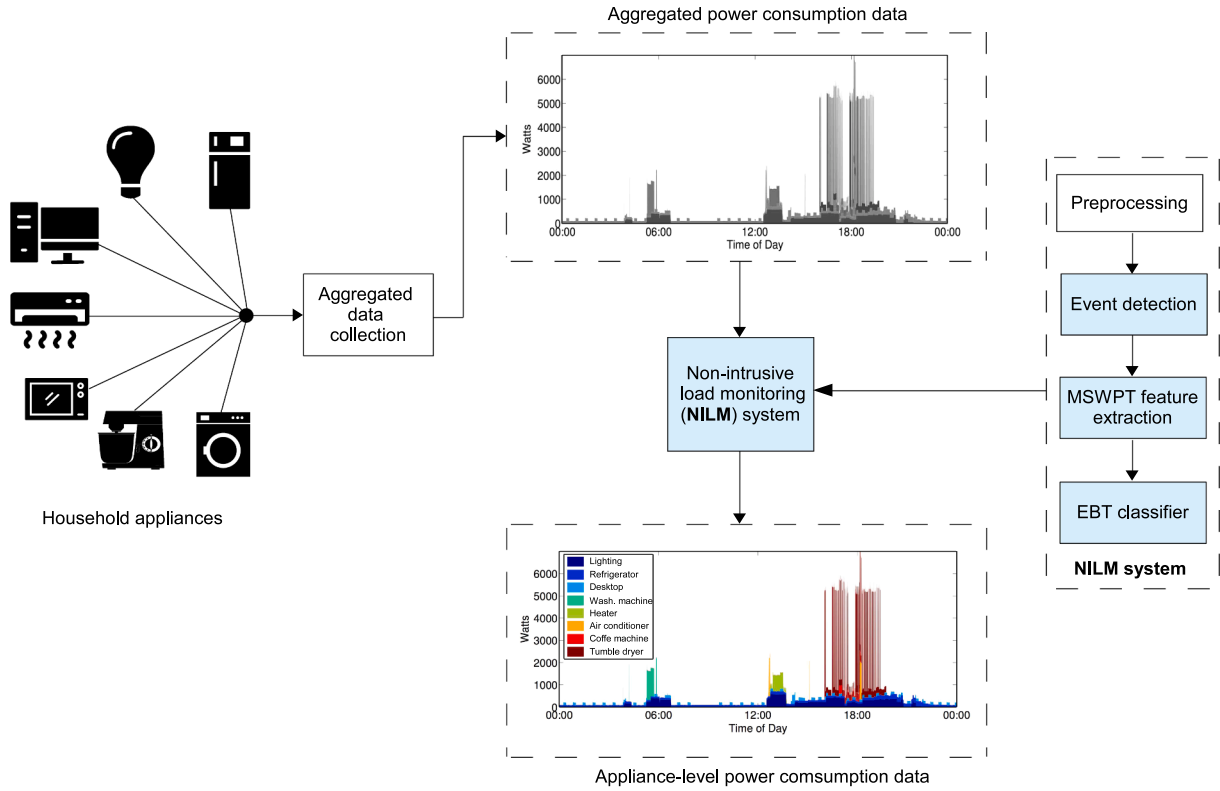 Aggregated power consumption data
Watts
6000
5000
4000
3000
2000
1000
0
00:00 06:00 12:00 18:00 00:00
Time of Day
Household appliances
Aggregated
data
collection
Non-intrusive
load monitoring
(NILM) system
Preprocessing
Event detection
MSWPT feature
extraction
EBT classifier
NILM system
Watts
6000
5000
4000
3000
2000
1000
0
Lighting
Refrigerator
Desktop
Wash. machine
Heater
Air conditioner
Coffe machine
Tumble dryer
00:00 06:00 12:00 18:00 00:00
Time of Day
Appliance-level power comsumption data